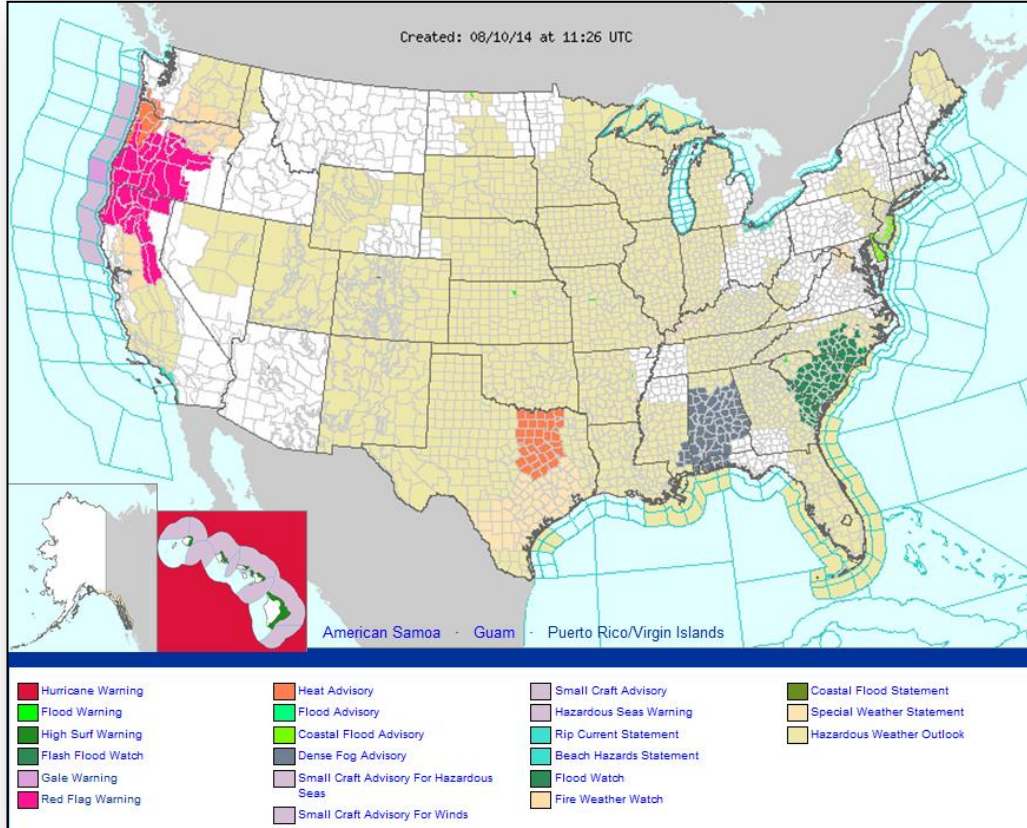 Created: 08/10/14 at 11:26 UTC
American Samoa · Guam · Puerto Rico/Virgin Islands
Hurricane Warning
Flood Warning
High Surf Warning
Flash Flood Watch
Gale Warning
Red Flag Warning
Heat Advisory
Flood Advisory
Coastal Flood Advisory
Dense Fog Advisory
Small Craft Advisory For Hazardous
Seas
Small Craft Advisory For Winds
Small Craft Advisory
Hazardous Seas Warning
Rip Current Statement
Beach Hazards Statement
Flood Watch
Fire Weather Watch
Coastal Flood Statement
Special Weather Statement
Hazardous Weather Outlook